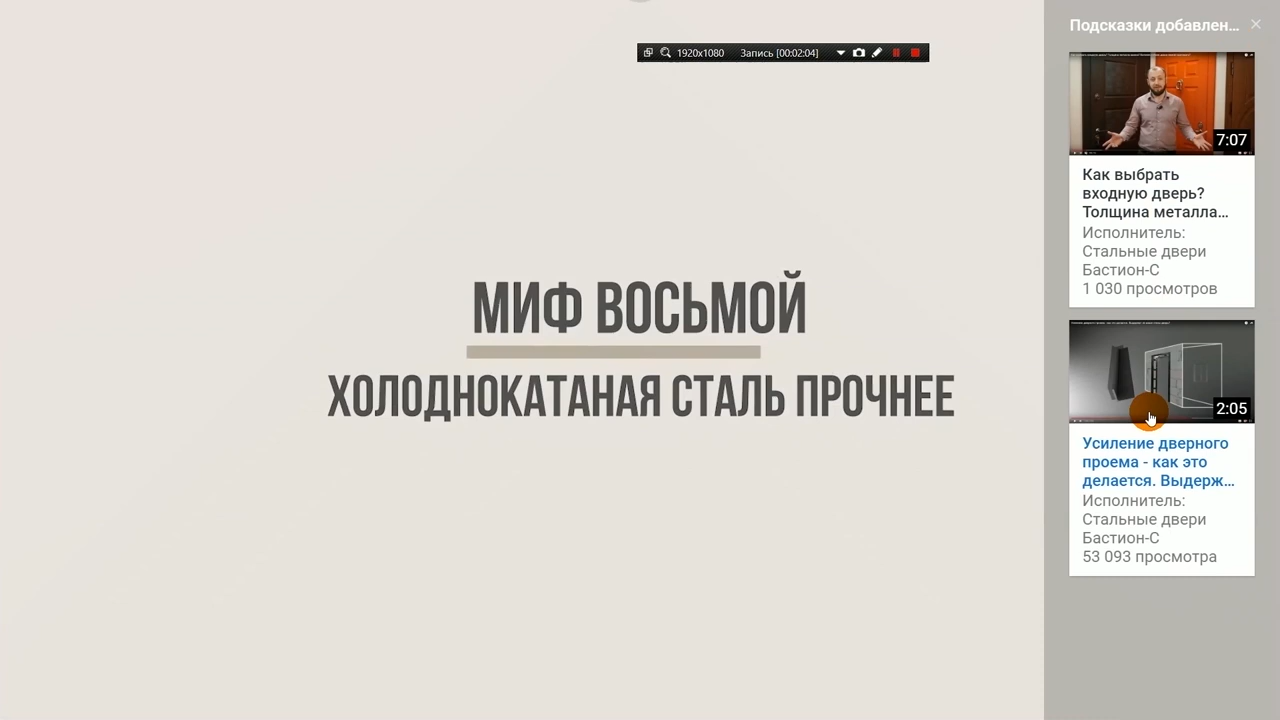 1920x1080 Запись [00:02:04]
МИФ ВОСЬМОЙ
ХОЛОДНОКАТАНАЯ СТАЛЬ ПРОЧНЕЕ
Подсказки добавлен...
7:07
Как выбрать
входную дверь?
Толщина металла...
Исполнитель:
Стальные двери
Бастион-С
1 030 просмотров
2:05
Усиление дверного
проема - как это
делается. Выдерж...
Исполнитель:
Стальные двери
Бастион-С
53 093 просмотра